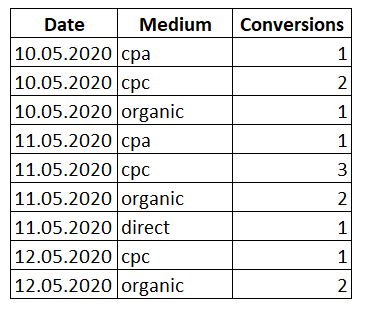 Date Medium Conversions
10.05.2020 cpa 1
10.05.2020 cpc 2
10.05.2020 organic 1
11.05.2020 cpa 1
11.05.2020 cpc 3
11.05.2020 organic 2
11.05.2020 direct 1
12.05.2020 cpc 1
12.05.2020 organic 2